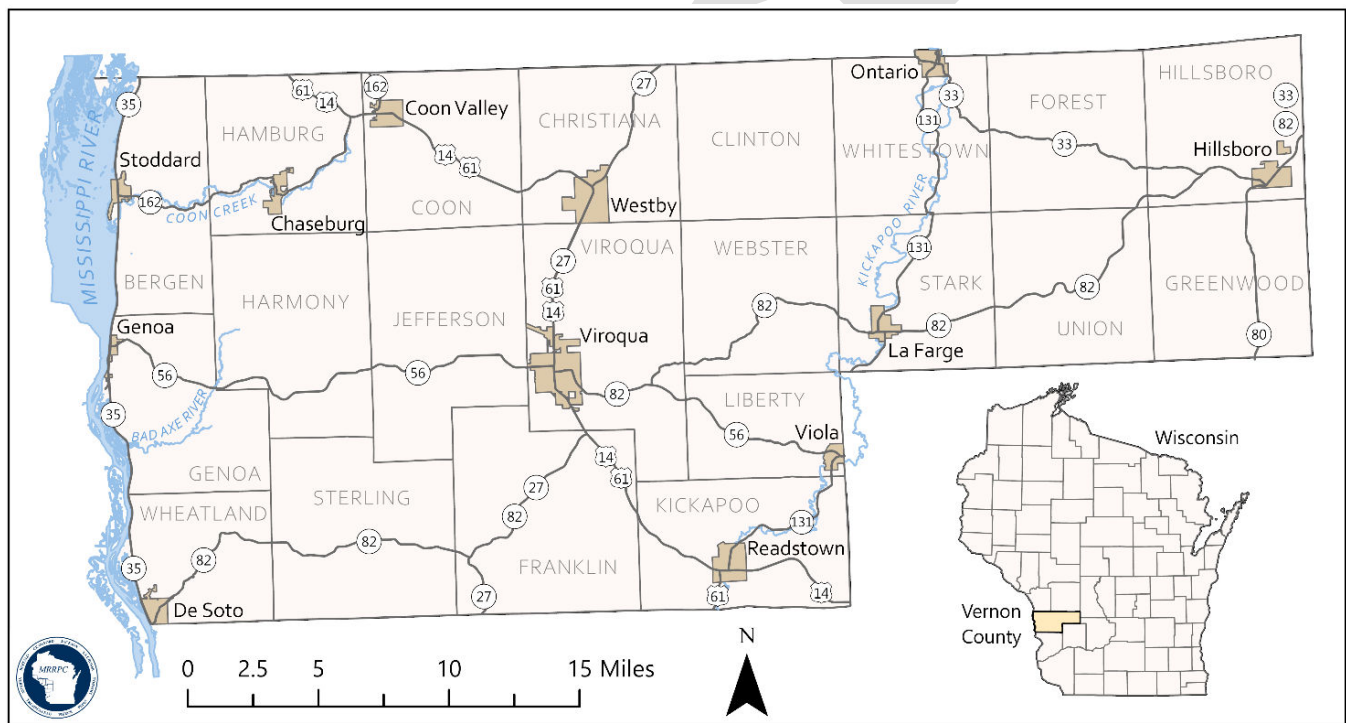 35
61
14
162
Coon Valley
27
Ontario
33
HILLSBORO
33
82
FOREST
131
HAMBURG
CHRISTIANA
CLINTON
WHITESTOWN
33
Hillsboro
MISSISSIPPI RIVER
Stoddard
162
COON CREEK
Chaseburg
14
61
COON
Westby
KICKAPOO RIVER
131
BERGEN
HARMONY
27
61
14
VIROQUA
WEBSTER
STARK
82
GREENWOOD
JEFFERSON
Genoa
56
56
Viroqua
82
La Farge
82
UNION
80
35
BAD AXE RIVER
82
LIBERTY
56
Viola
GENOA
14
61
STERLING
27
82
KICKAPOO
131
WHEATLAND
82
82
35
FRANKLIN
27
Readstown
61
14
De Soto
Wisconsin
Vernon
County
MRRPC
0 2.5 5 10 15 Miles
N